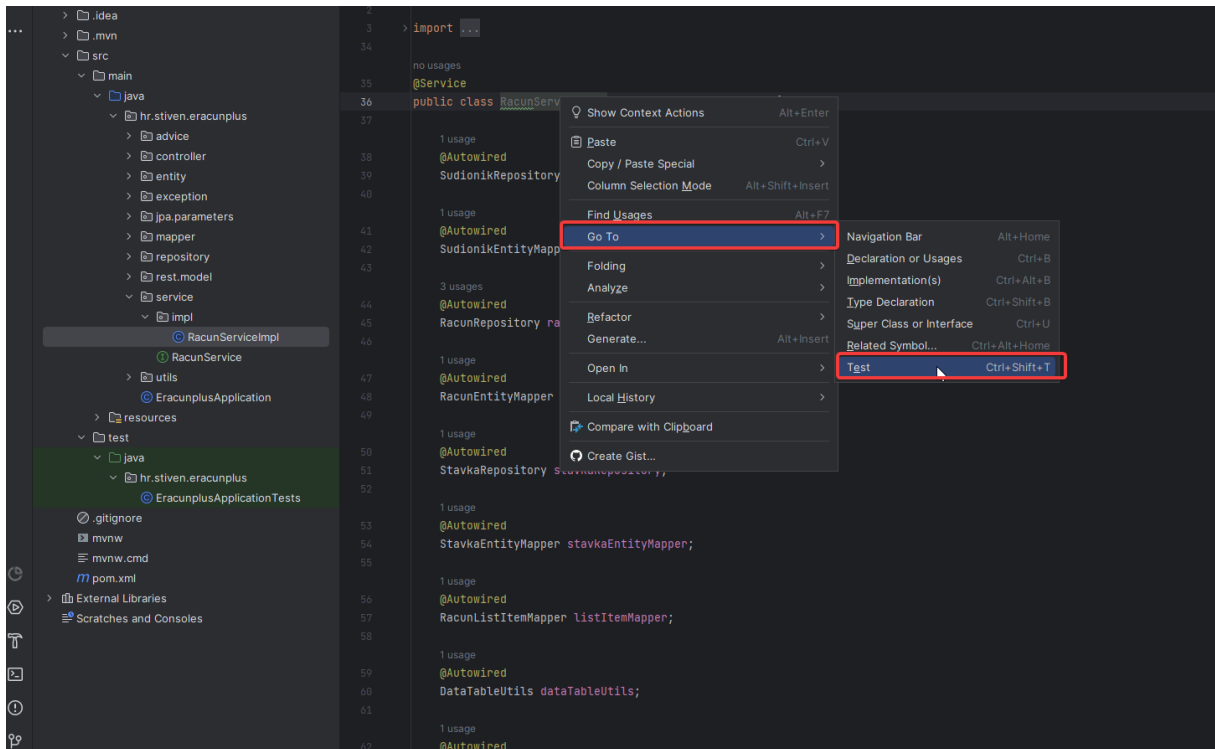 .idea
.mvn
src
main
java
hr.stiven.eracunplus
advice
controller
entity
exception
jpa.parameters
mapper
repository
rest.model
service
impl
RacunServiceImpl
RacunService
utils
EracunplusApplication
resources
test
java
hr.stiven.eracunplus
EracunplusApplicationTests
.gitignore
mvnw
mvnw.cmd
pom.xml
External Libraries
Scratches and Consoles
2
3 import ...
34
no usages
35 @Service
36 public class RacunServ
37
1 usage
38 @Autowired
39 SudionikRepository
40
1 usage
41 @Autowired
42 SudionikEntityMapp
43
3 usages
44 @Autowired
45 RacunRepository ra
46
1 usage
47 @Autowired
48 RacunEntityMapper
49
1 usage
50 @Autowired
51 StavkaRepository stavkaRepository;
52
1 usage
53 @Autowired
54 StavkaEntityMapper stavkaEntityMapper;
55
1 usage
56 @Autowired
57 RacunListItemMapper listItemMapper;
58
1 usage
59 @Autowired
60 DataTableUtils dataTableUtils;
61
1 usage
62 @Autowired
Show Context Actions Alt+Enter
Paste Ctrl+V
Copy / Paste Special
Column Selection Mode Alt+Shift+Insert
Find Usages Alt+F7
Go To
Folding
Analyze
Refactor
Generate... Alt+Insert
Open In
Local History
Compare with Clipboard
Create Gist...
Navigation Bar Alt+Home
Declaration or Usages Ctrl+B
Implementation(s) Ctrl+Alt+B
Type Declaration Ctrl+Shift+B
Super Class or Interface Ctrl+U
Related Symbol... Ctrl+Alt+Home
Test Ctrl+Shift+T